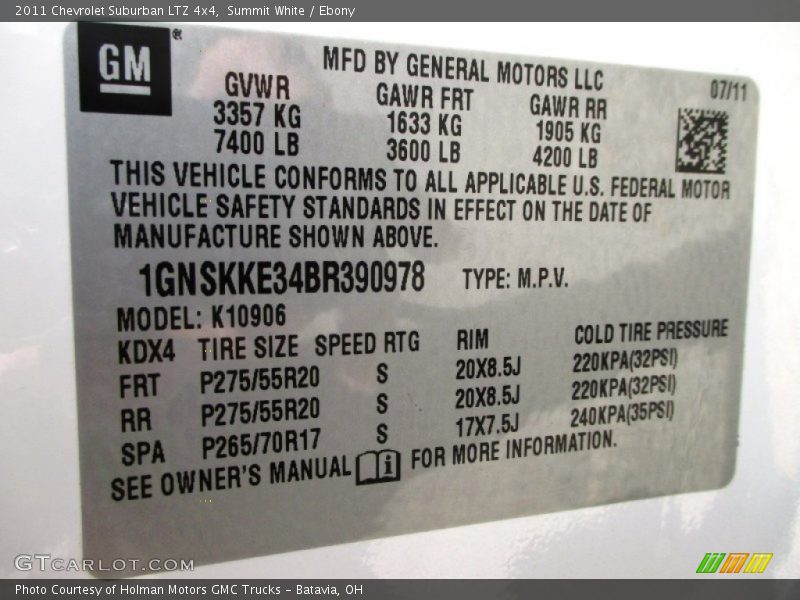 2011 Chevrolet Suburban LTZ 4x4, Summit White / Ebony
GM®
MFD BY GENERAL MOTORS LLC
07/11
GVWR GAWR FRT GAWR RR
3357 KG 1633 KG 1905 KG
7400 LB 3600 LB 4200 LB
THIS VEHICLE CONFORMS TO ALL APPLICABLE U.S. FEDERAL MOTOR
VEHICLE SAFETY STANDARDS IN EFFECT ON THE DATE OF
MANUFACTURE SHOWN ABOVE.
1GNSKKE34BR390978 TYPE: M.P.V.
MODEL: K10906
KDX4 TIRE SIZE SPEED RTG RIM COLD TIRE PRESSURE
FRT P275/55R20 S 20X8.5J 220KPA(32PSI)
RR P275/55R20 S 20X8.5J 220KPA(32PSI)
SPA P265/70R17 S 17X7.5J 240KPA(35PSI)
SEE OWNER'S MANUAL i FOR MORE INFORMATION.
GTCARLOT.COM
Photo Courtesy of Holman Motors GMC Trucks - Batavia, OH